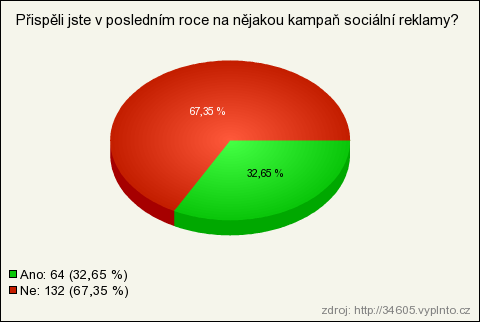 Přispěli jste v posledním roce na nějakou kampaň sociální reklamy?
67,35 %
32,65 %
Ano: 64 (32,65 %)
Ne: 132 (67,35 %)
zdroj: http://34605.vyplnto.cz